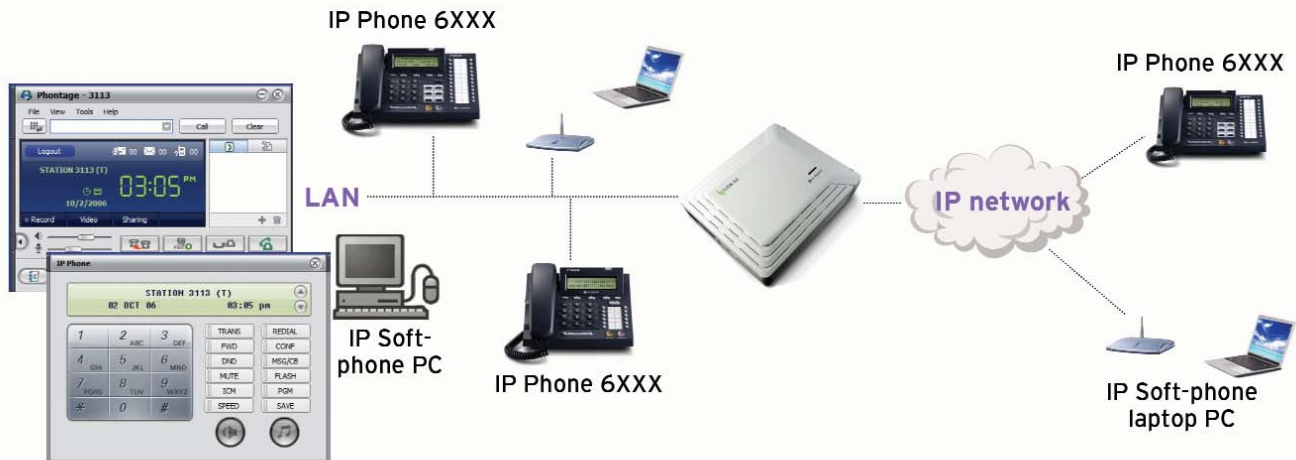 IP Phone 6XXX
IP Phone 6XXX
Phontage - 3113
File View Tools Help
Call Clear
Logout 00 00 00
STATION 3113 (T)
03:05 PM
10/2/2006
Record Video Sharing
LAN
IP network
IP Phone
STATION 3113 (T)
02 OCT 06 03:05 pm
1 2 ABC 3 DEF
4 GHI 5 JKL 6 MNO
7 PQRS 8 TUV 9 WXYZ
* 0 #
TRANS REDIAL
FWD CONF
DND MSG/CB
MUTE FLASH
ICM PGM
SPEED SAVE
IP Soft-
phone PC
IP Phone 6XXX
IP Soft-phone
laptop PC